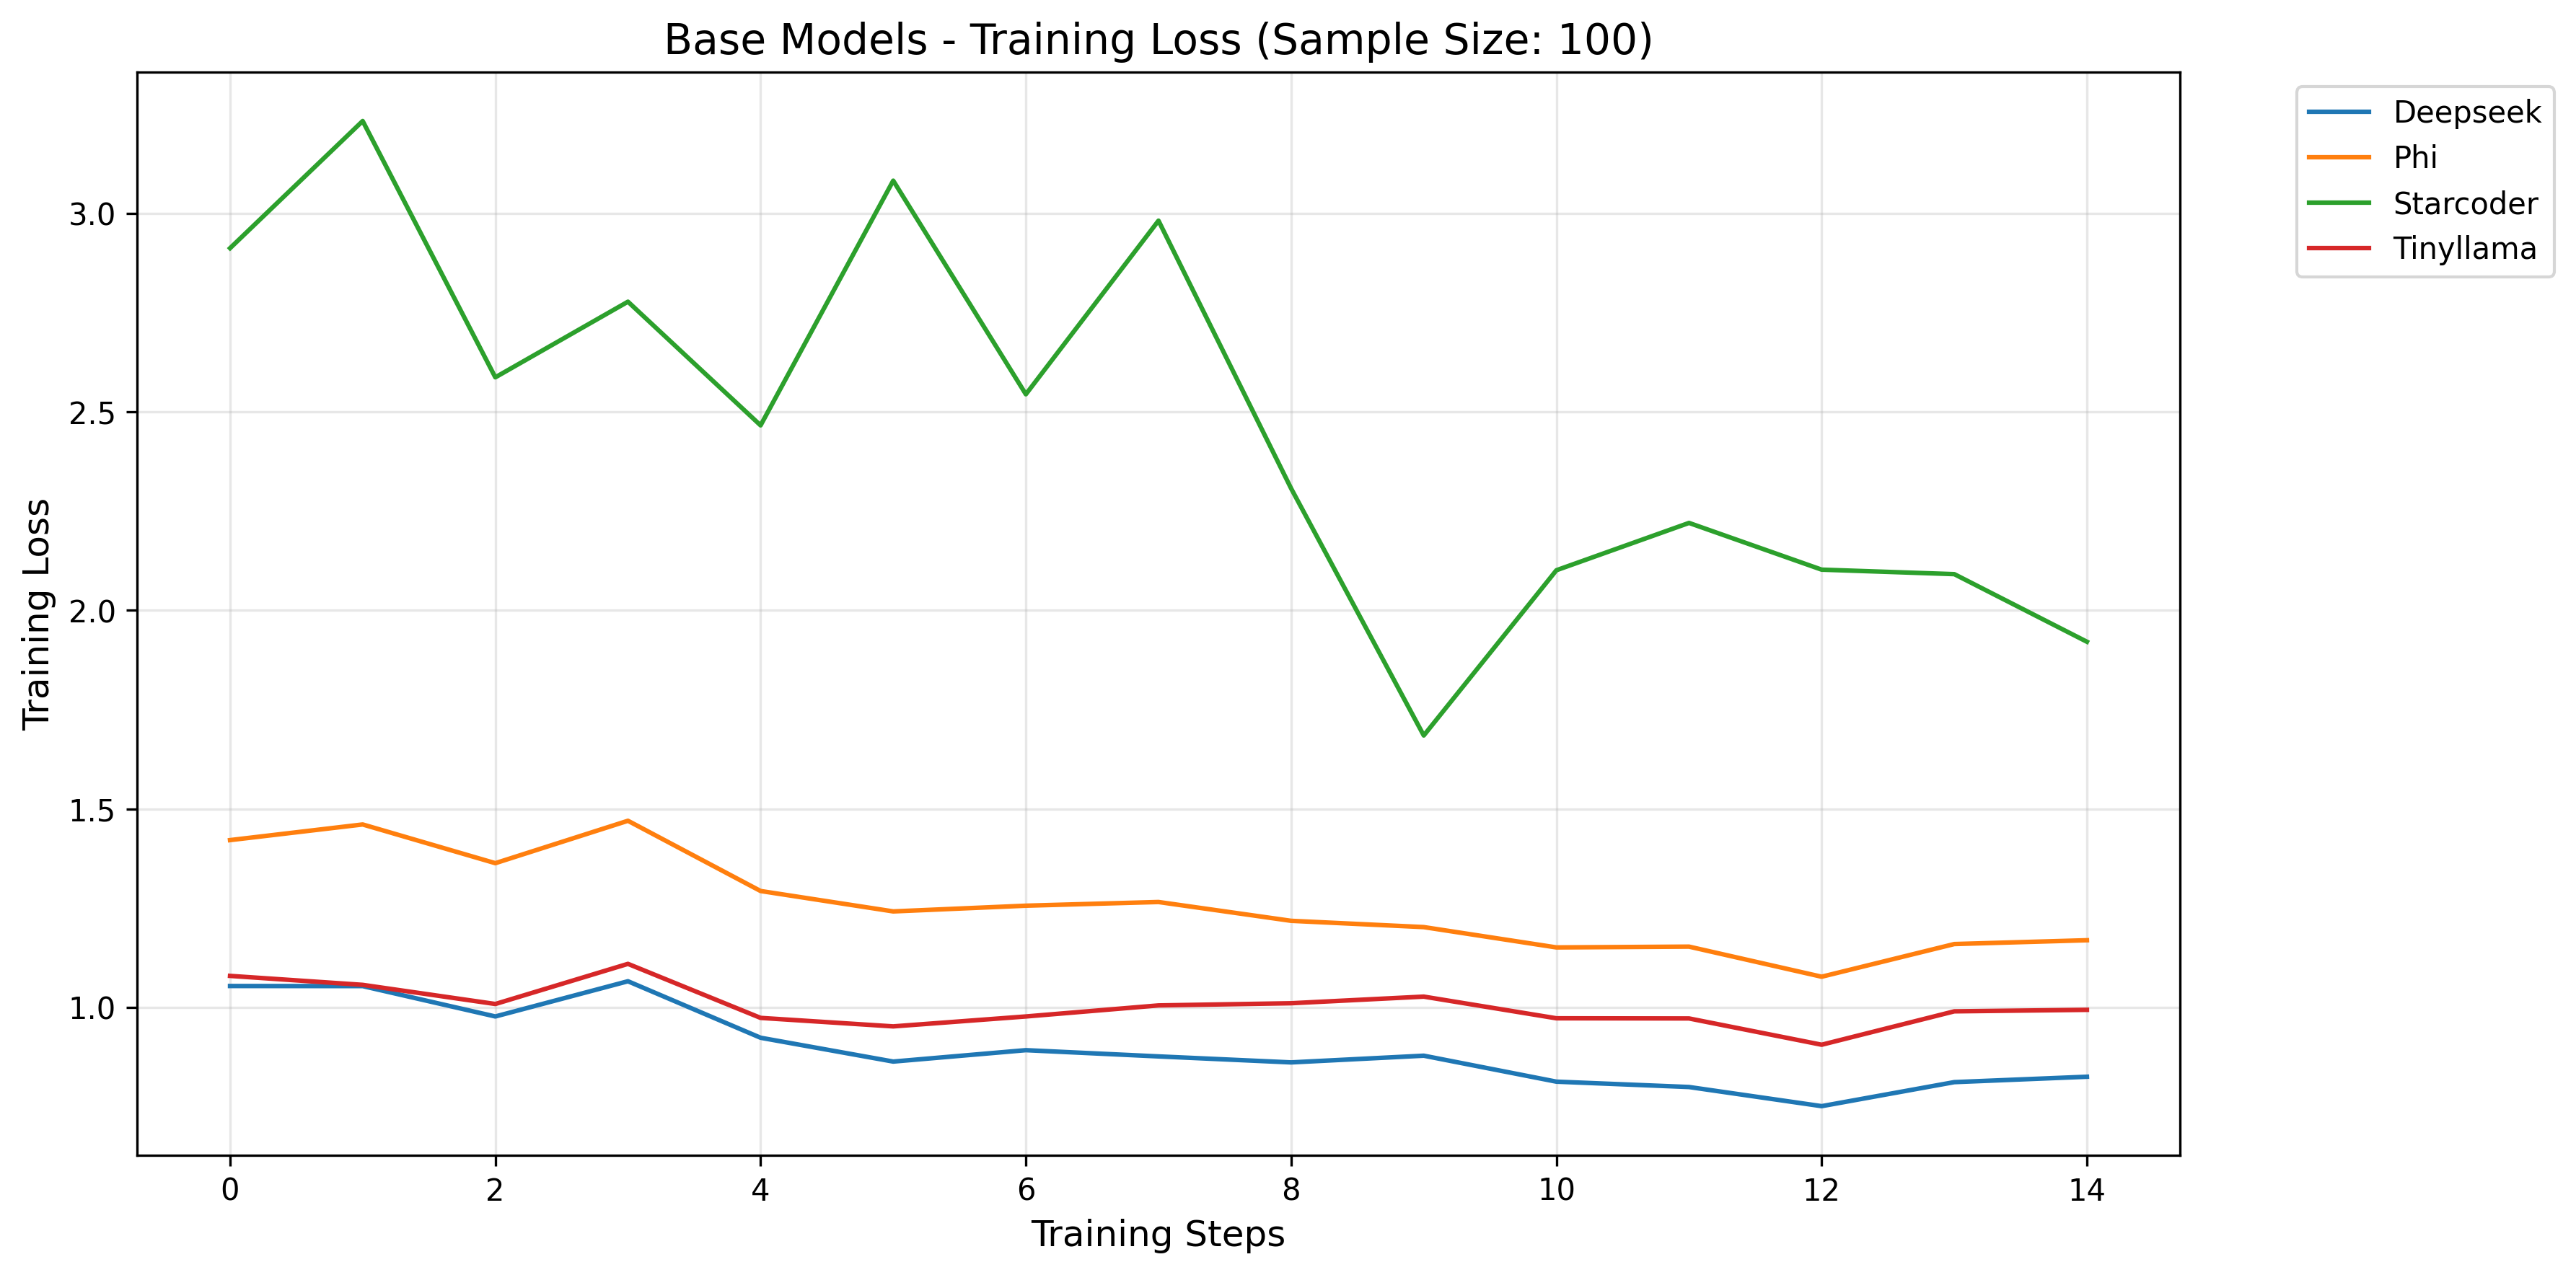 Base Models - Training Loss (Sample Size: 100)
Deepseek
Phi
Starcoder
Tinyllama
Training Loss
3.0
2.5
2.0
1.5
1.0
0 2 4 6 8 10 12 14
Training Steps